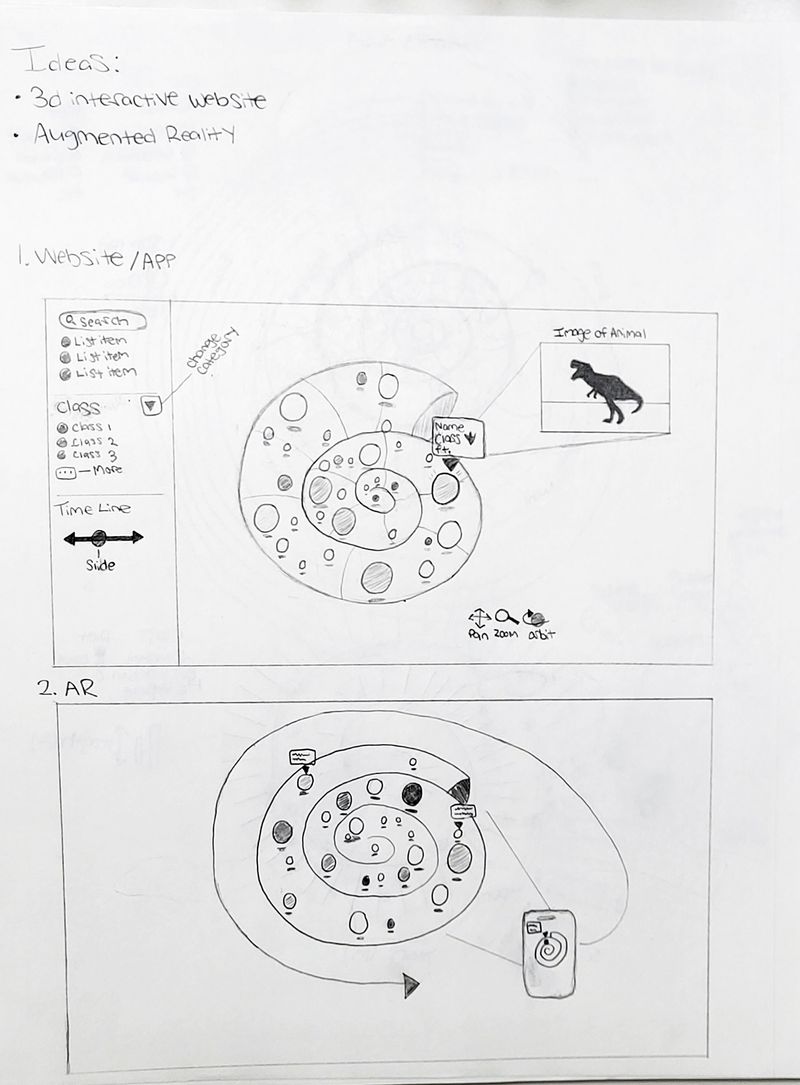 Ideas:
• 3d interactive website
• Augmented Reality
1. Website/APP
Search
List item
List item
List item
Change
Category
Class
Class 1
Class 2
Class 3
... - More
Time Line
Slide
Name
Class
ft.
Image of Animal
Pan Zoom orbit
2. AR